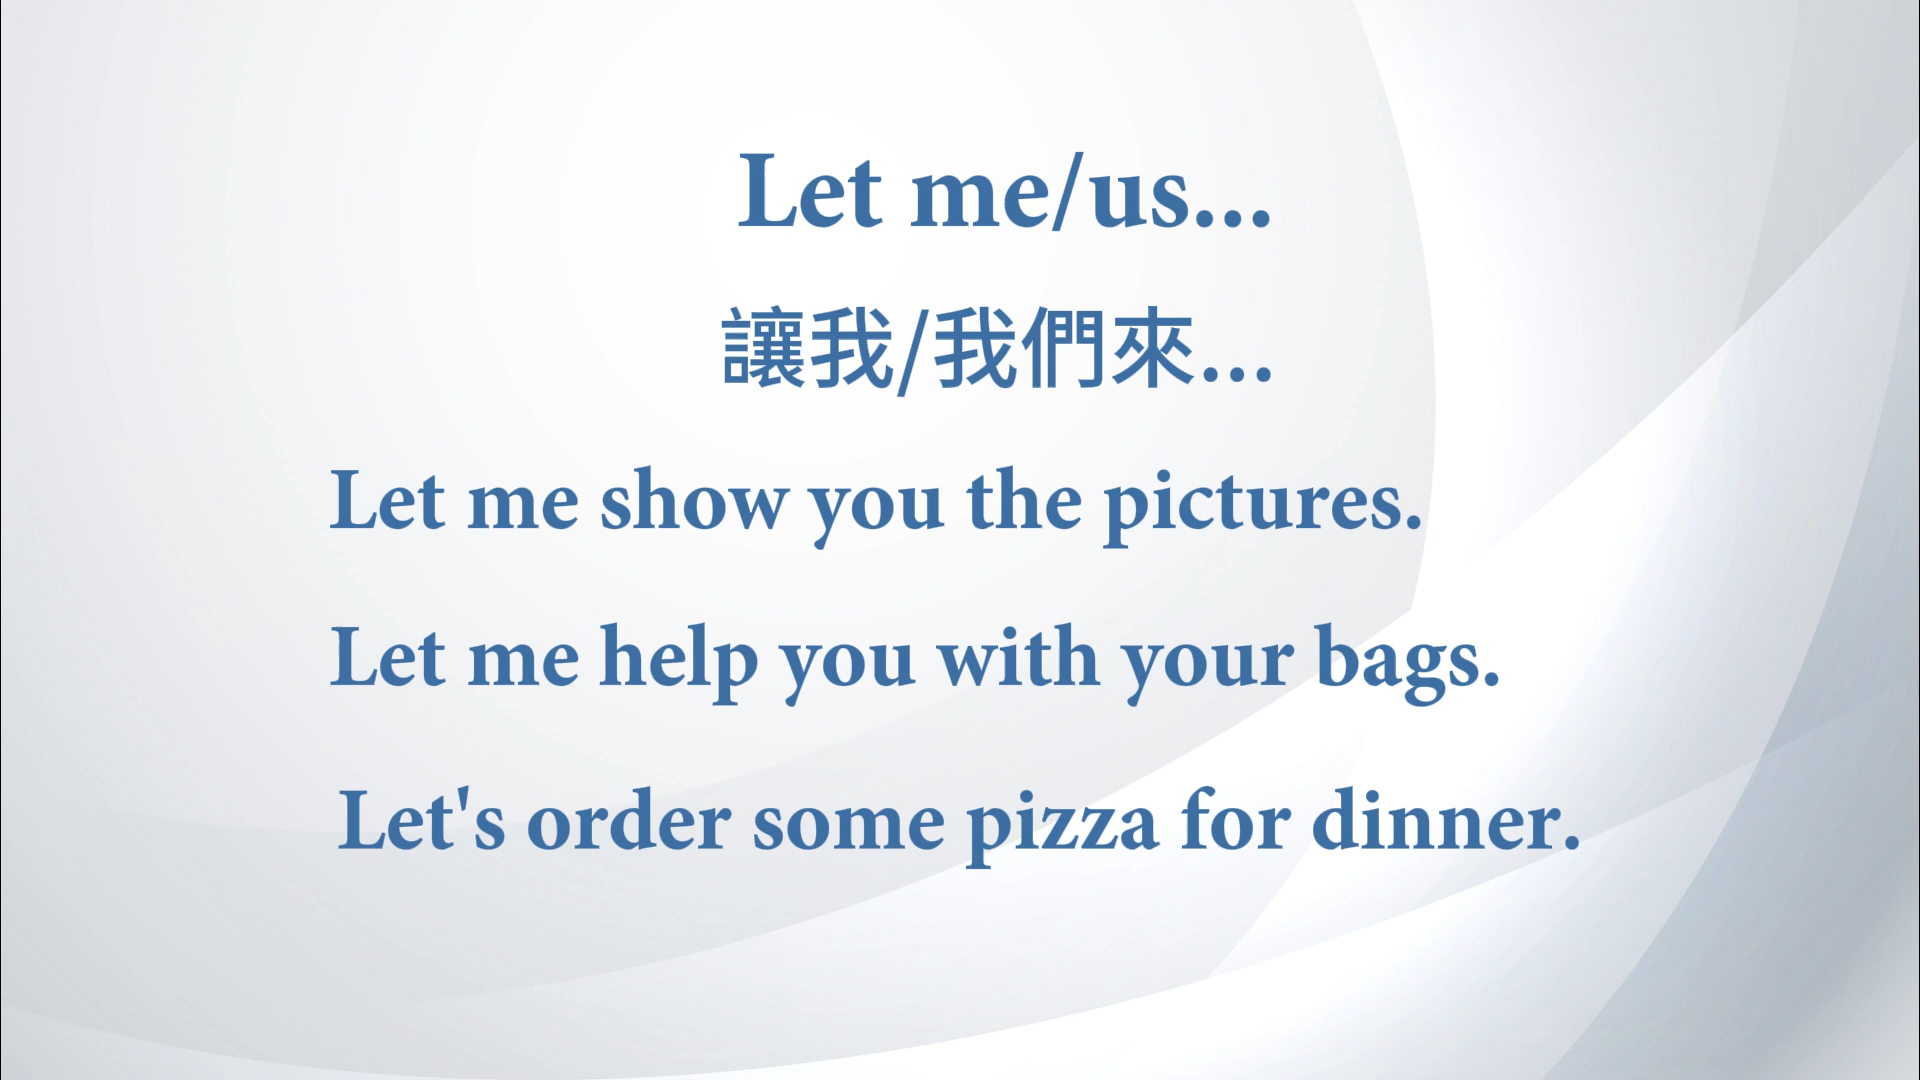 Let me/us...
讓我/我們來...
Let me show you the pictures.
Let me help you with your bags.
Let's order some pizza for dinner.